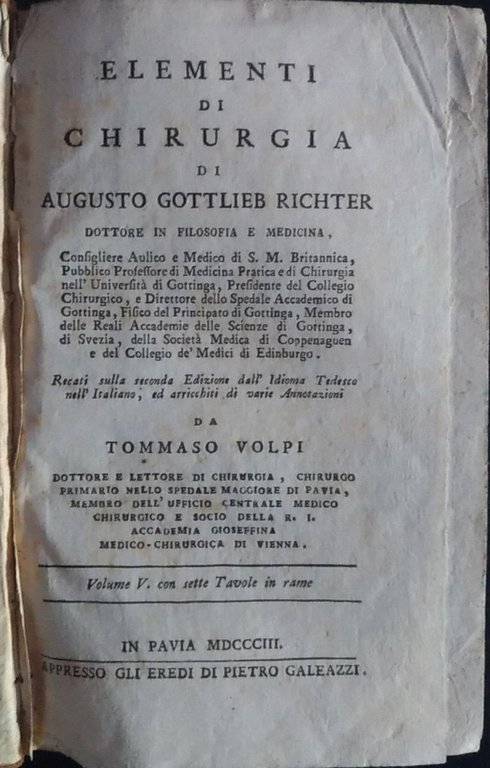 ELEMENTI
DI
CHIRURGIA
DI
AUGUSTO GOTTLIEB RICHTER
DOTTORE IN FILOSOFIA E MEDICINA,
Consigliere Aulico e Medico di S. M. Britannica,
Pubblico Professore di Medicina Pratica e di Chirurgia
nell' Università di Gottinga, Presidente del Collegio
Chirurgico, e Direttore dello Spedale Accademico di
Gottinga, Fisico del Principato di Gottinga, Membro
delle Reali Accademie delle Scienze di Gottinga,
di Svezia, della Società Medica di Coppenaguen
e del Collegio de' Medici di Edinburgo.
Recati sulla seconda Edizione dall' Idioma Tedesco
nell' Italiano, ed arricchiti di varie Annotazioni
DA
TOMMASO VOLPI
DOTTORE E LETTORE DI CHIRURGIA, CHIRURGO
PRIMARIO NELLO SPEDALE MAGGIORE DI PAVIA,
MEMBRO DELL' UFFICIO CENTRALE MEDICO
CHIRURGICO E SOCIO DELLA R. I.
ACCADEMIA GIOSEFFINA
MEDICO-CHIRURGICA DI VIENNA.
Volume V. con sette Tavole in rame
IN PAVIA MDCCCIII.
APPRESSO GLI EREDI DI PIETRO GALEAZZI.